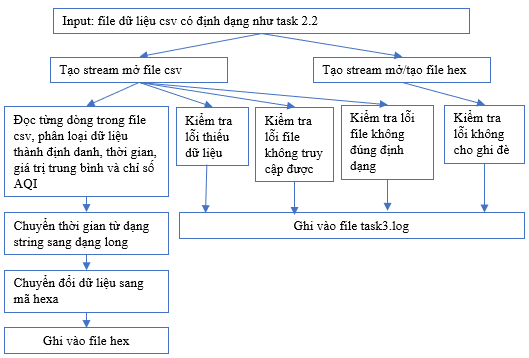 Input: file dữ liệu csv có định dạng như task 2.2
Tạo stream mở file csv
Tạo stream mở/tạo file hex
Đọc từng dòng trong file
csv, phân loại dữ liệu
thành định danh, thời gian,
giá trị trung bình và chỉ số
AQI
Kiểm tra
lỗi thiếu
dữ liệu
Kiểm tra
lỗi file
không truy
cập được
Kiểm tra lỗi
file không
đúng định
dạng
Kiểm tra
lỗi không
cho ghi đè
Chuyển thời gian từ dạng
string sang dạng long
Ghi vào file task3.log
Chuyển đổi dữ liệu sang
mã hexa
Ghi vào file hex